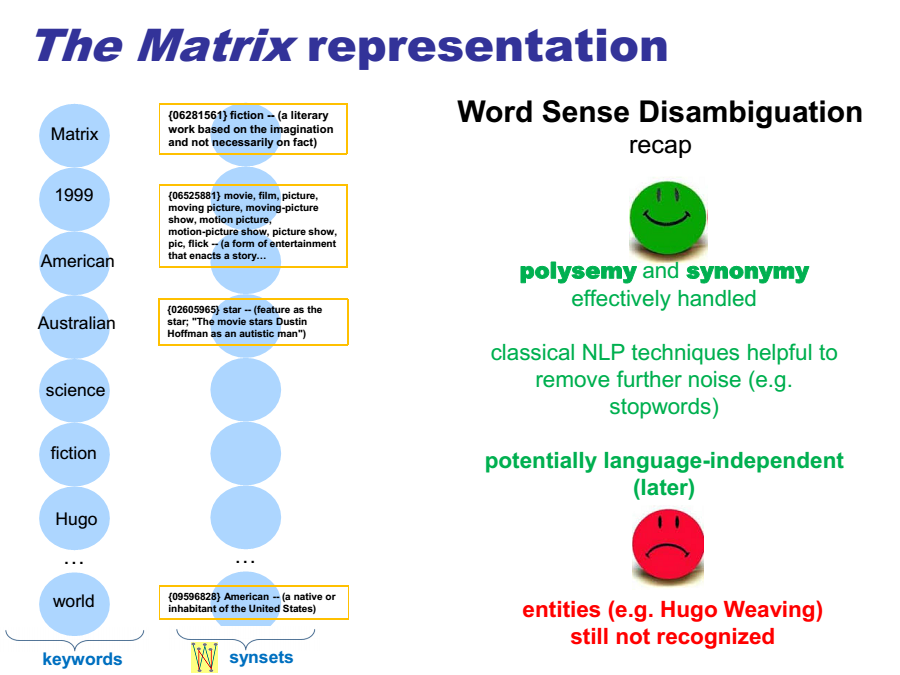 The Matrix representation
Matrix
1999
American
Australian
science
fiction
Hugo
…
world
keywords
{06281561} fiction -- (a literary
work based on the imagination
and not necessarily on fact)
{06525881} movie, film, picture,
moving picture, moving-picture
show, motion picture,
motion-picture show, picture show,
pic, flick -- (a form of entertainment
that enacts a story…
{02605965} star -- (feature as the
star; "The movie stars Dustin
Hoffman as an autistic man")
…
{09596828} American -- (a native or
inhabitant of the United States)
W
synsets
Word Sense Disambiguation
recap
polysemy and synonymy
effectively handled
classical NLP techniques helpful to
remove further noise (e.g.
stopwords)
potentially language-independent
(later)
entities (e.g. Hugo Weaving)
still not recognized